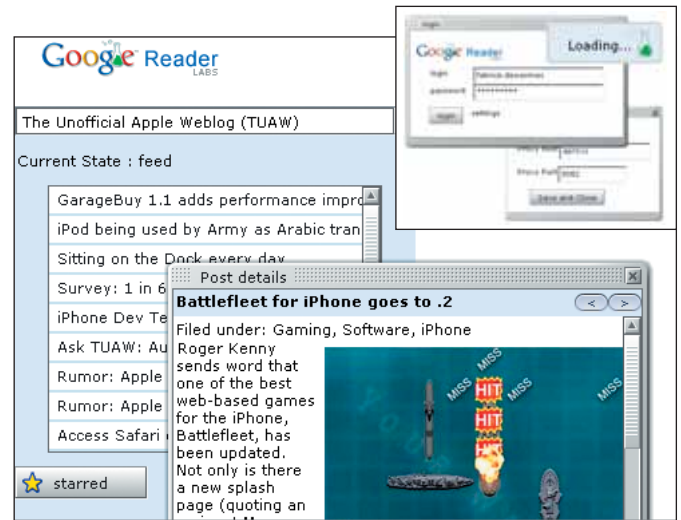 Google Reader
LABS
The Unofficial Apple Weblog (TUAW)
Current State : feed
GarageBuy 1.1 adds performance impro
iPod being used by Army as Arabic tran
Sitting on the Dock every day
Survey: 1 in 6
iPhone Dev Te
Ask TUAW: Au
Rumor: Apple
Rumor: Apple
Access Safari
starred
Post details
Battlefleet for iPhone goes to .2
< >
Filed under: Gaming, Software, iPhone
Roger Kenny
sends word that
one of the best
web-based games
for the iPhone,
Battlefleet, has
been updated.
Not only is there
a new splash
page (quoting an
MISS
MISS
HIT
MISS
MISS
HIT
HIT
login
Loading...
Google Reader
login
password
**********
login settings
Save and Close